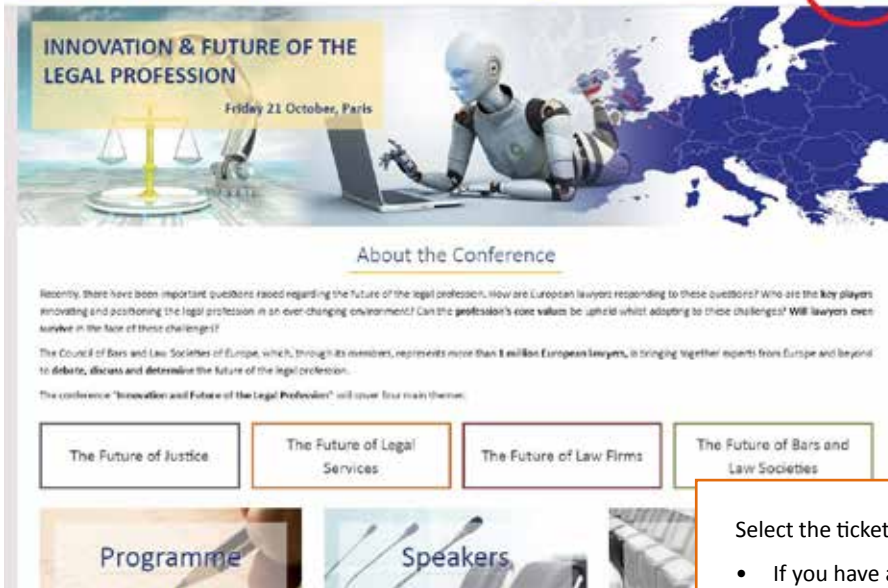 INNOVATION & FUTURE OF THE
LEGAL PROFESSION
Friday 21 October, Paris
About the Conference
Recently, there have been important questions raised regarding the future of the legal profession. How are European lawyers responding to these questions? Who are the key players
innovating and positioning the legal profession in an ever-changing environment? Can the profession's core values be upheld whilst adapting to these challenges? Will lawyers even
survive in the face of these challenges?
The Council of Bars and Law Societies of Europe, which, through its members, represents more than 1 million European lawyers, is bringing together experts from Europe and beyond
to debate, discuss and determine the future of the legal profession.
The conference "Innovation and Future of the Legal Profession" will cover four main themes:
The Future of Justice
The Future of Legal
Services
The Future of Law Firms
The Future of Bars and
Law Societies
Programme
Speakers
Select the ticket
• If you have a